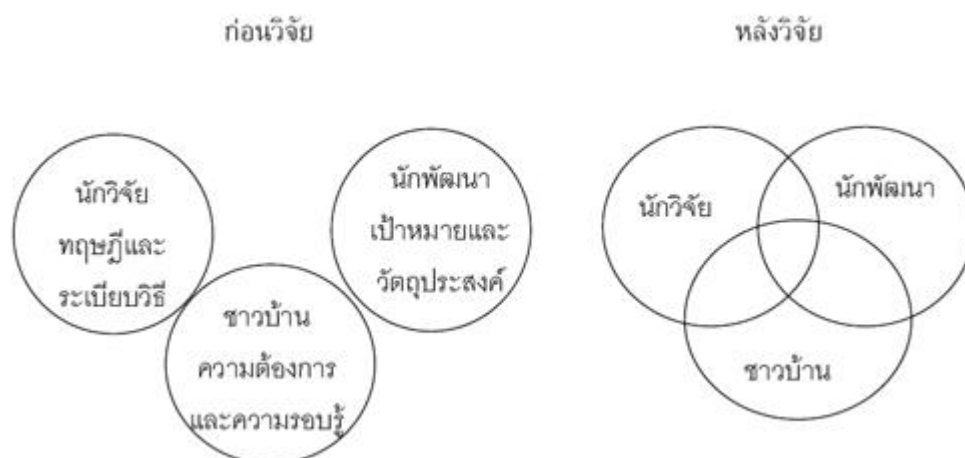 ก่อนวิจัย
หลังวิจัย
นักวิจัย
ทฤษฎีและ
ระเบียบวิธี
นักพัฒนา
เป้าหมายและ
วัตถุประสงค์
ชาวบ้าน
ความต้องการ
และความรอบรู้
นักวิจัย
นักพัฒนา
ชาวบ้าน